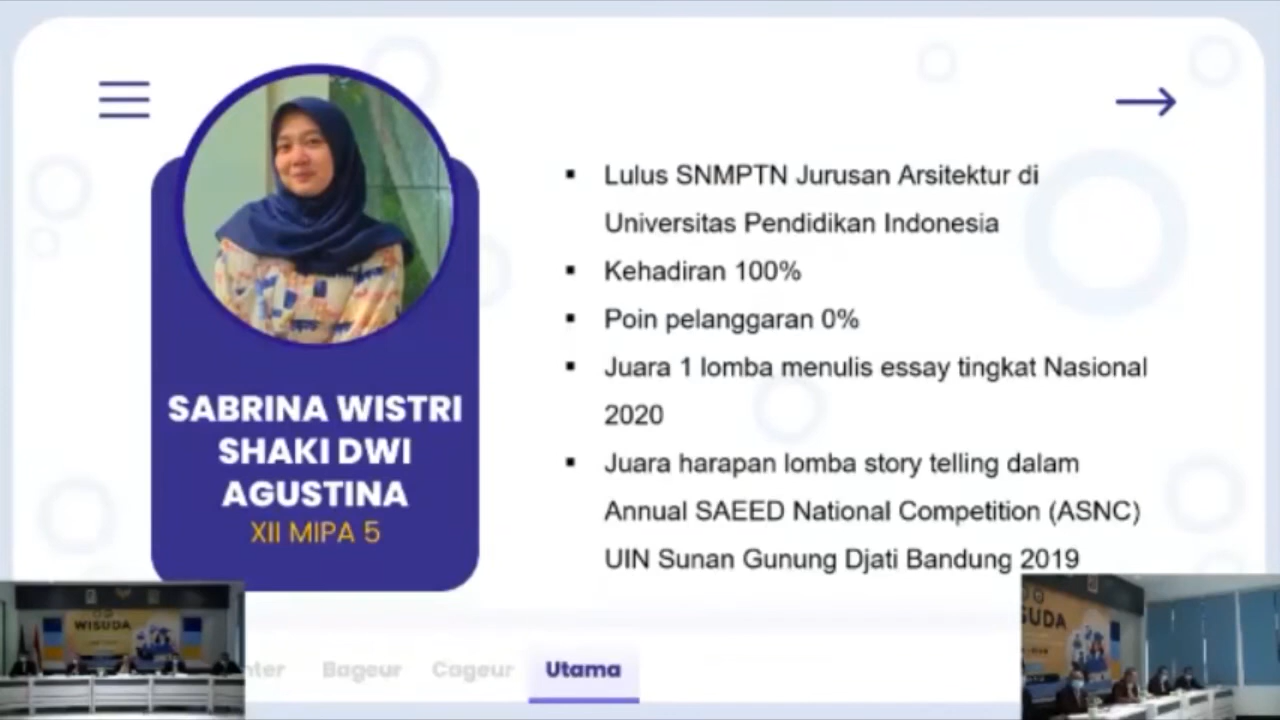 Lulus SNMPTN Jurusan Arsitektur di
Universitas Pendidikan Indonesia
Kehadiran 100%
Poin pelanggaran 0%
Juara 1 lomba menulis essay tingkat Nasional
2020
Juara harapan lomba story telling dalam
Annual SAEED National Competition (ASNC)
UIN Sunan Gunung Djati Bandung 2019
SABRINA WISTRI
SHAKI DWI
AGUSTINA
XII MIPA 5
WISUDA
Bageur
Cageur
Utama